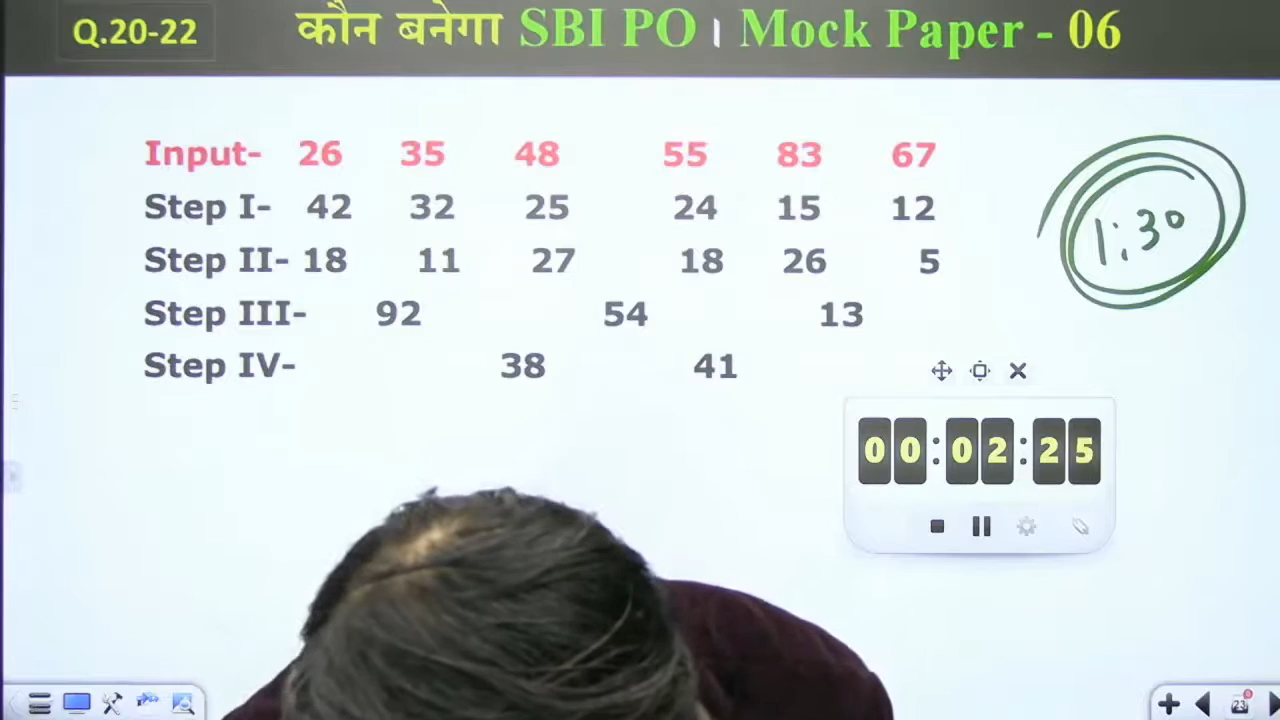 Q.20-22 कौन बनेगा SBI PO | Mock Paper - 06
Input- 26 35 48 55 83 67
Step I- 42 32 25 24 15 12
Step II- 18 11 27 18 26 5
Step III- 92 54 13
Step IV- 38 41
1:30
00:02:25
23